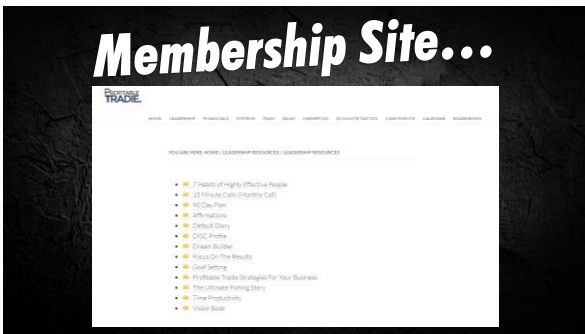 Membership Site...
PROFITABLE
TRADIE.
HOME LEADERSHIP FINANCIALS SYSTEMS TEAM SALES MARKETING 10 MINUTE TACTICS 2 DAY EVENTS CALENDAR BOARDROOM
YOU ARE HERE: HOME / LEADERSHIP RESOURCES / LEADERSHIP RESOURCES
7 Habits of Highly Effective People
15 Minute Calls (Monthly Call)
90 Day Plan
Affirmations
Default Diary
DISC Profile
Dream Builder
Focus On The Results
Goal Setting
Profitable Tradie Strategies For Your Business
The Ultimate Fishing Story
Time Productivity
Vision Book